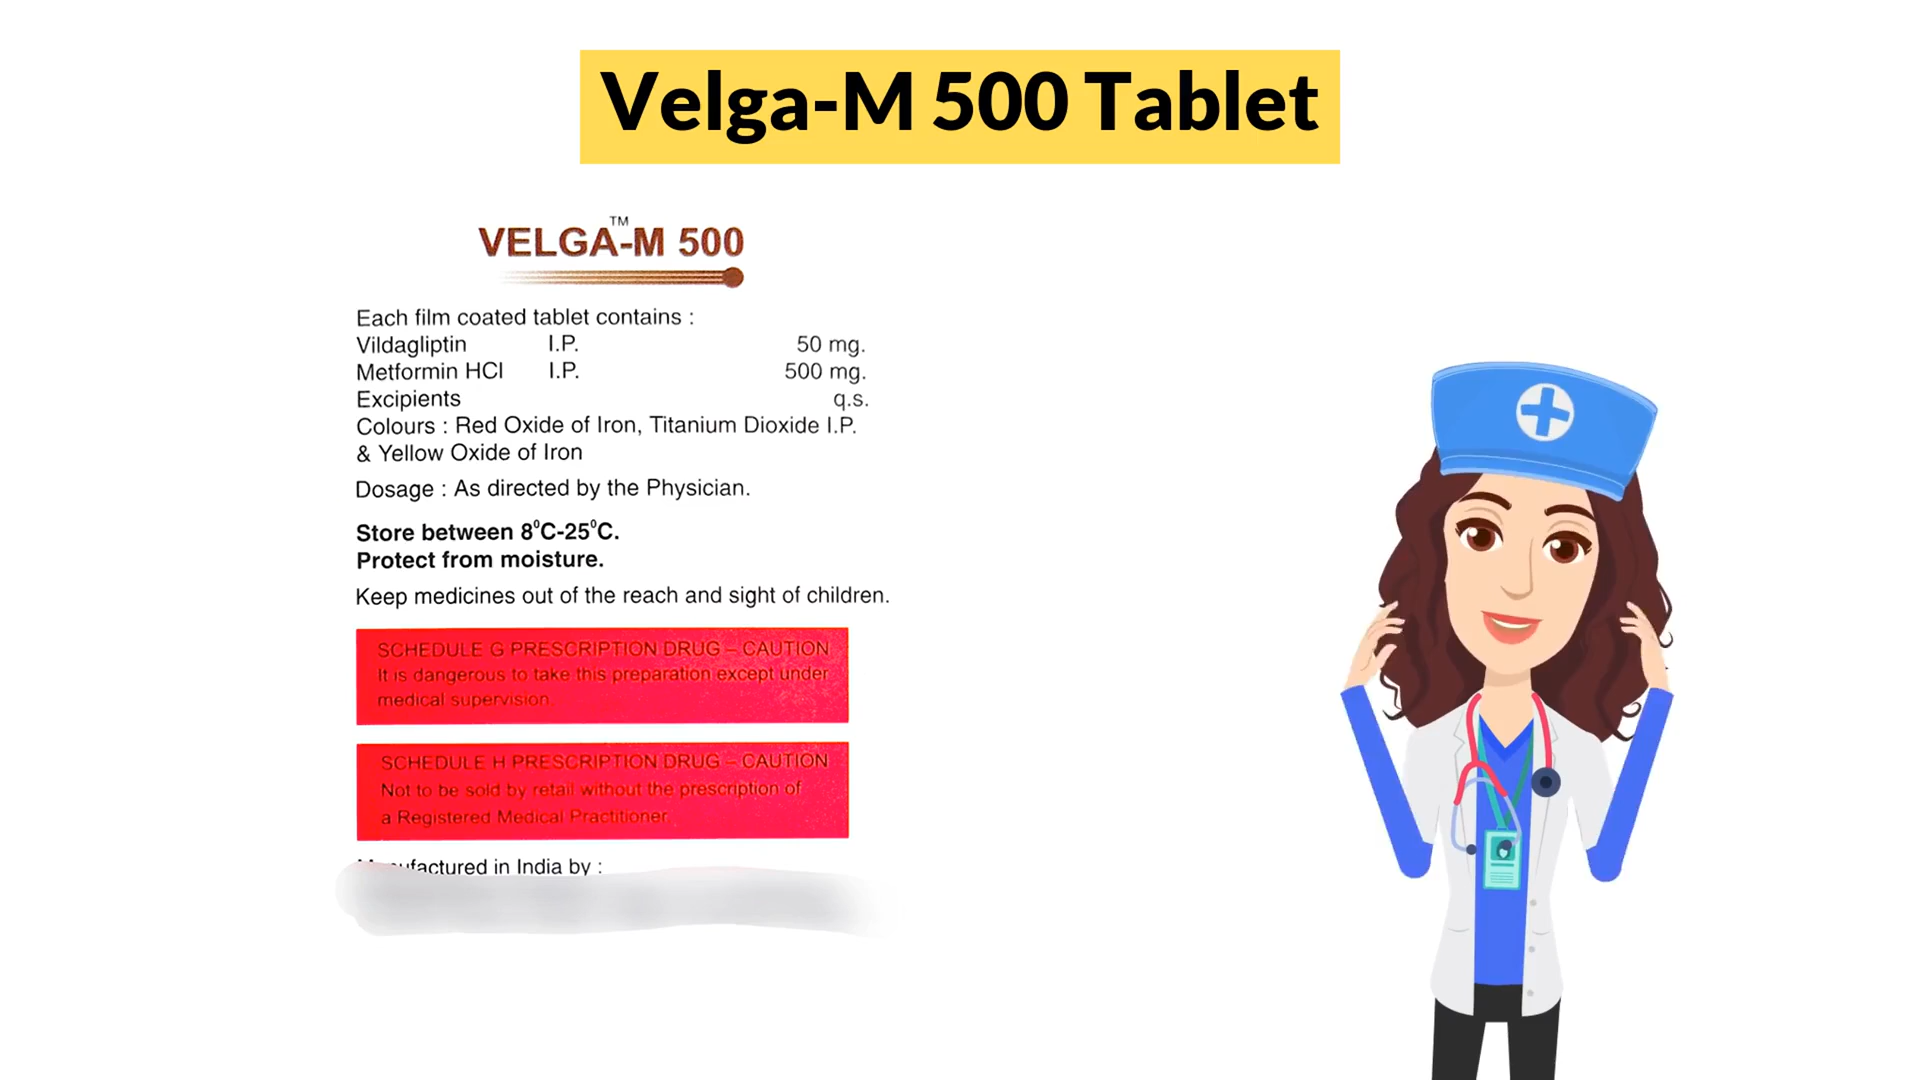 Velga-M 500 Tablet
VELGA-M 500
TM
Each film coated tablet contains :
Vildagliptin I.P. 50 mg.
Metformin HCl I.P. 500 mg.
Excipients q.s.
Colours : Red Oxide of Iron, Titanium Dioxide I.P.
& Yellow Oxide of Iron
Dosage : As directed by the Physician.
Store between 8⁰C-25⁰C.
Protect from moisture.
Keep medicines out of the reach and sight of children.
SCHEDULE G PRESCRIPTION DRUG – CAUTION
It is dangerous to take this preparation except under
medical supervision.
SCHEDULE H PRESCRIPTION DRUG – CAUTION
Not to be sold by retail without the prescription of
a Registered Medical Practitioner.
Manufactured in India by :